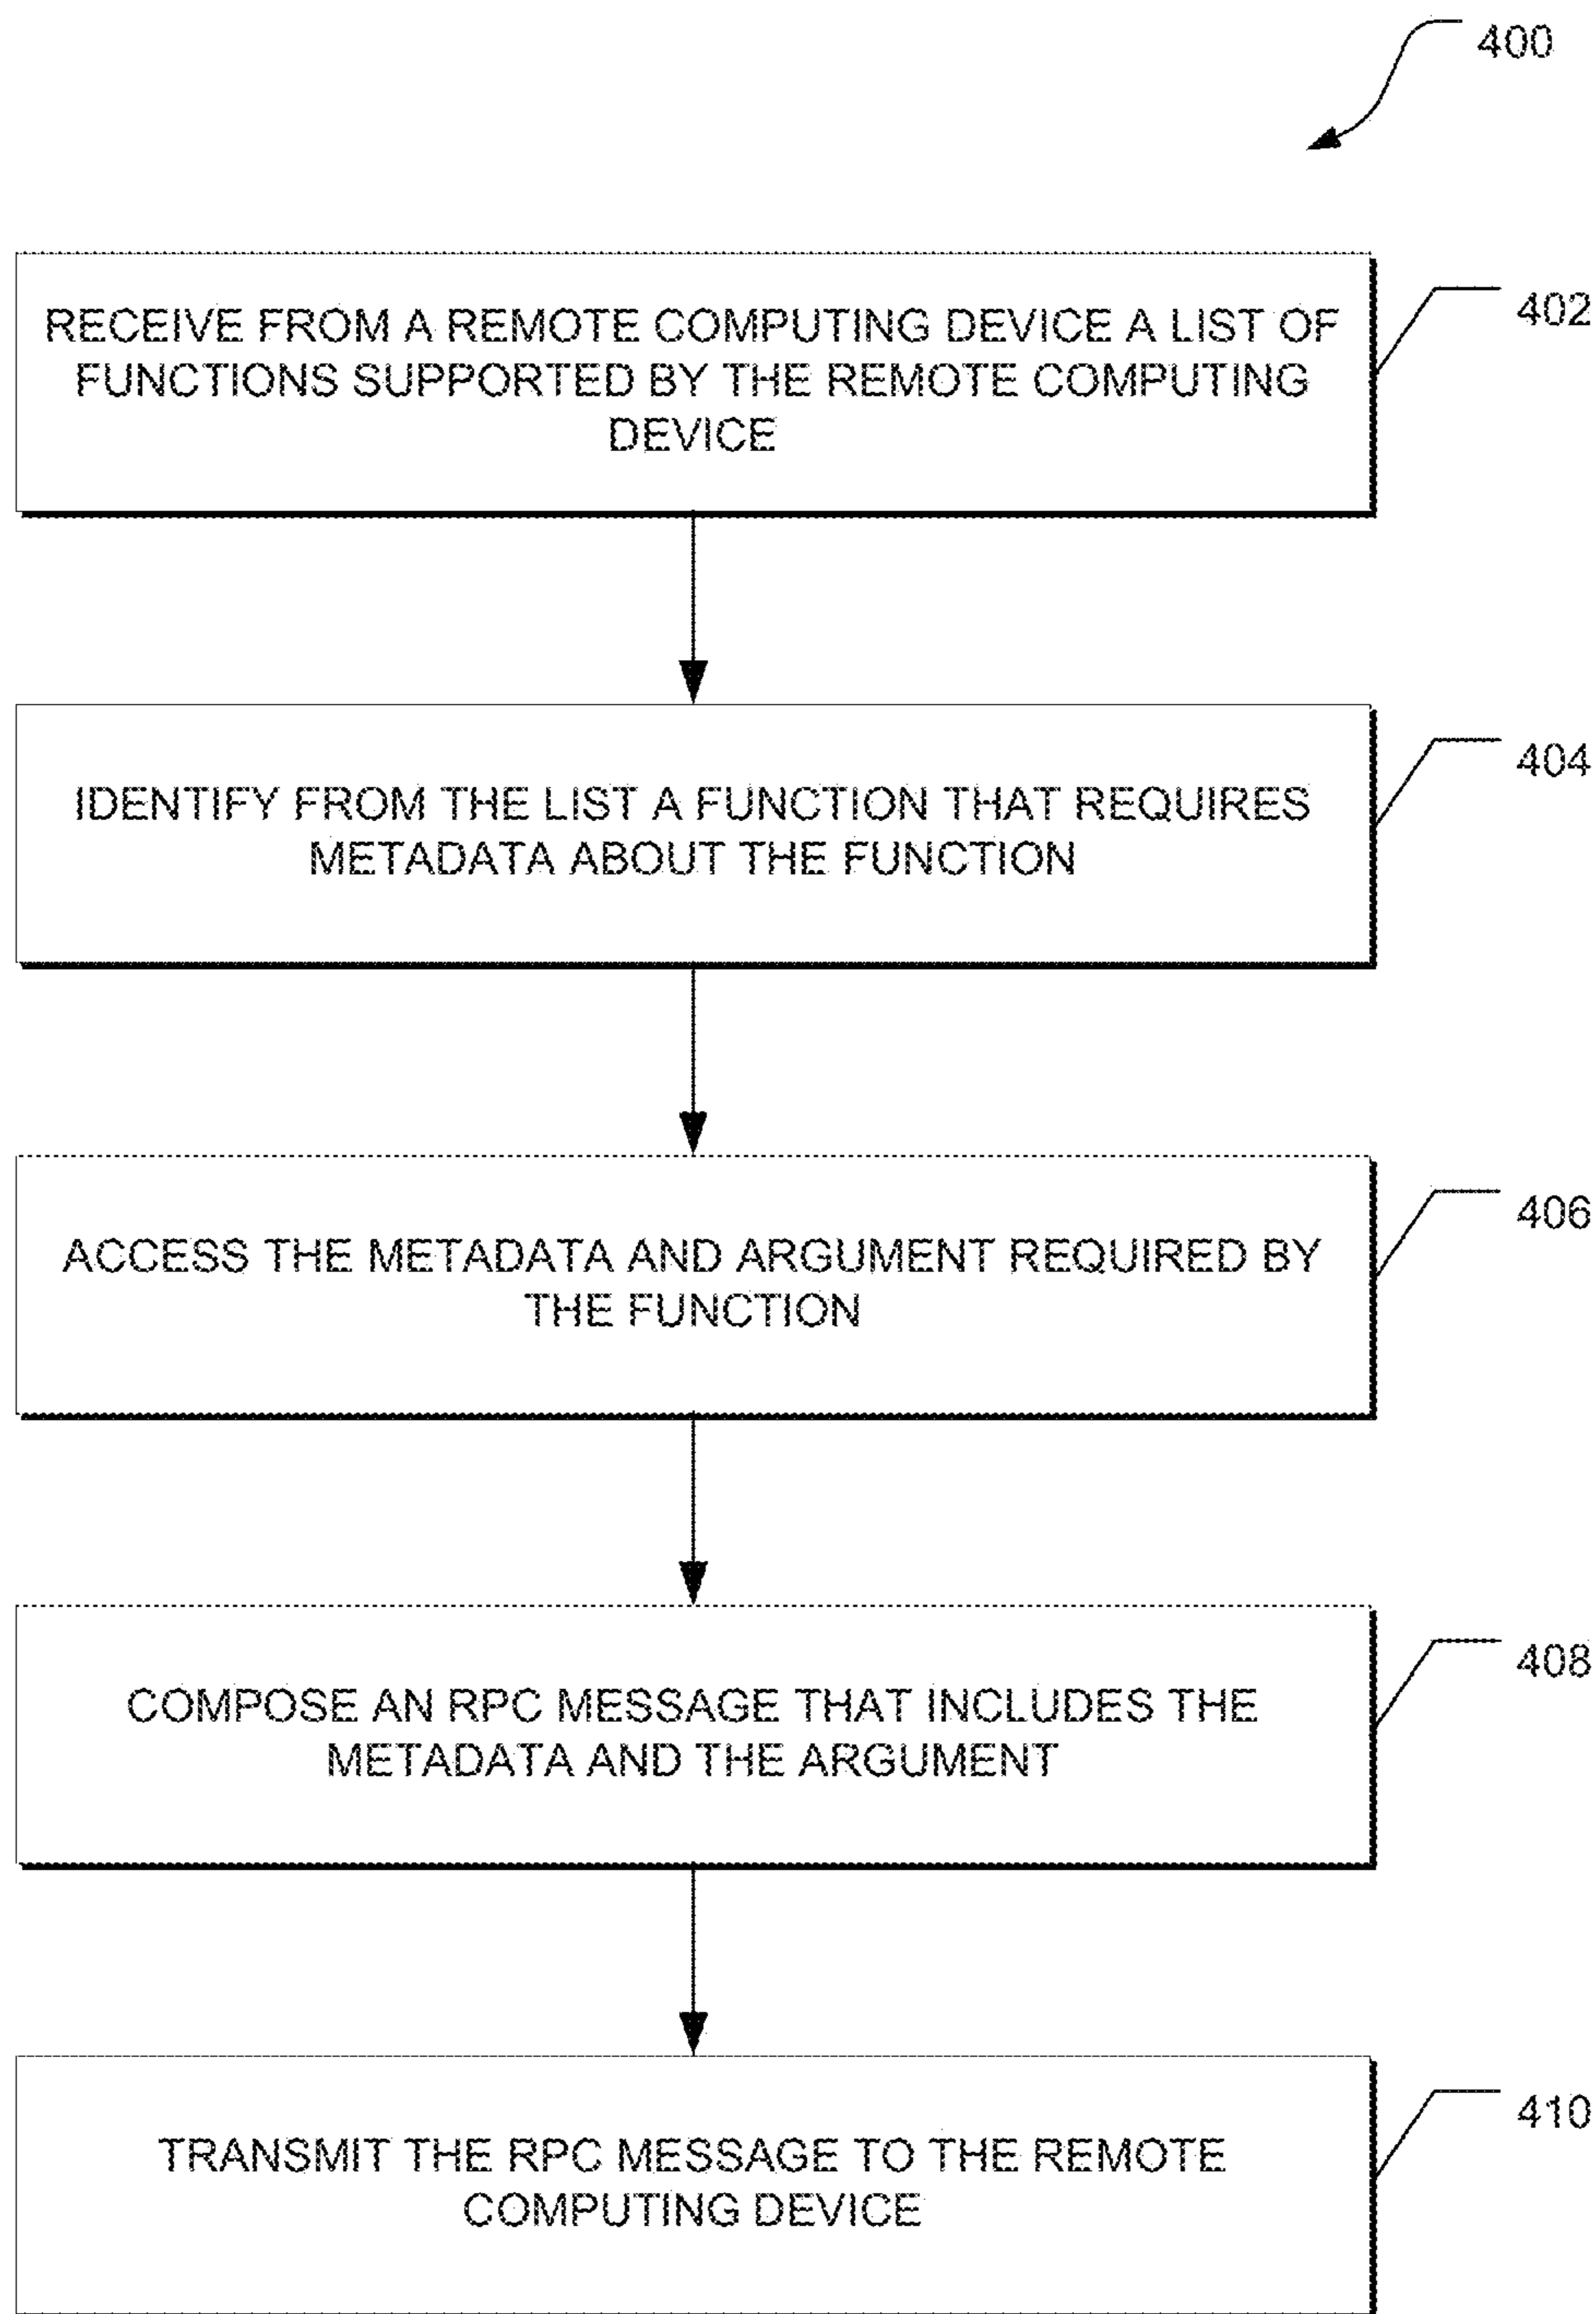 400
RECEIVE FROM A REMOTE COMPUTING DEVICE A LIST OF
FUNCTIONS SUPPORTED BY THE REMOTE COMPUTING
DEVICE
402
IDENTIFY FROM THE LIST A FUNCTION THAT REQUIRES
METADATA ABOUT THE FUNCTION
404
ACCESS THE METADATA AND ARGUMENT REQUIRED BY
THE FUNCTION
406
COMPOSE AN RPC MESSAGE THAT INCLUDES THE
METADATA AND THE ARGUMENT
408
TRANSMIT THE RPC MESSAGE TO THE REMOTE
COMPUTING DEVICE
410